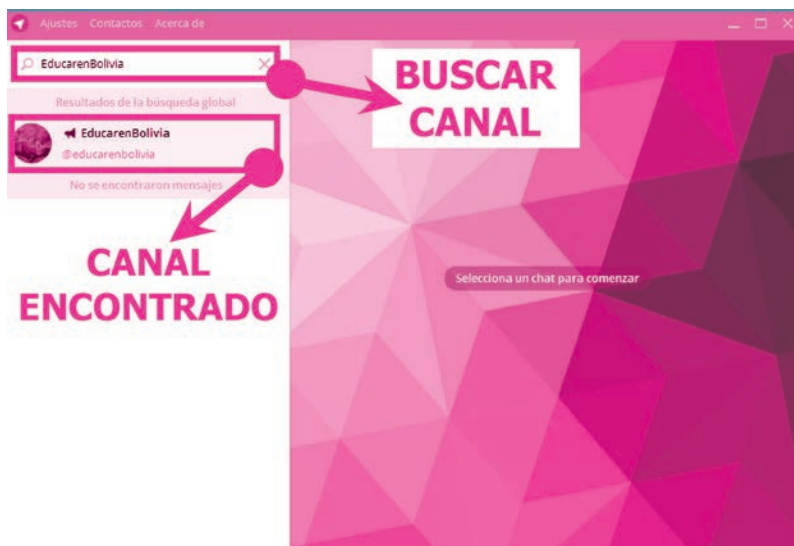 Ajustes Contactos Acerca de
EducarenBolivia
BUSCAR
CANAL
Resultados de la búsqueda global
EducarenBolivia
@educarenbolivia
No se encontraron mensajes
CANAL
ENCONTRADO
Selecciona un chat para comenzar